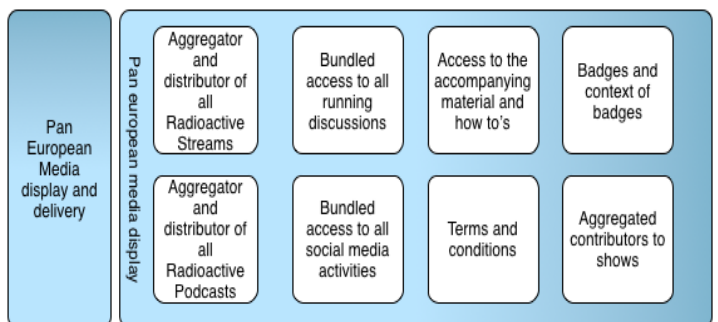 Pan
European
Media
display and
delivery
Pan european media display
Aggregator
and
distributor of
all
Radioactive
Streams
Bundled
access to all
running
discussions
Access to the
accompanying
material and
how to's
Badges and
context of
badges
Aggregator
and
distributor of
all
Radioactive
Podcasts
Bundled
access to all
social media
activities
Terms and
conditions
Aggregated
contributors to
shows